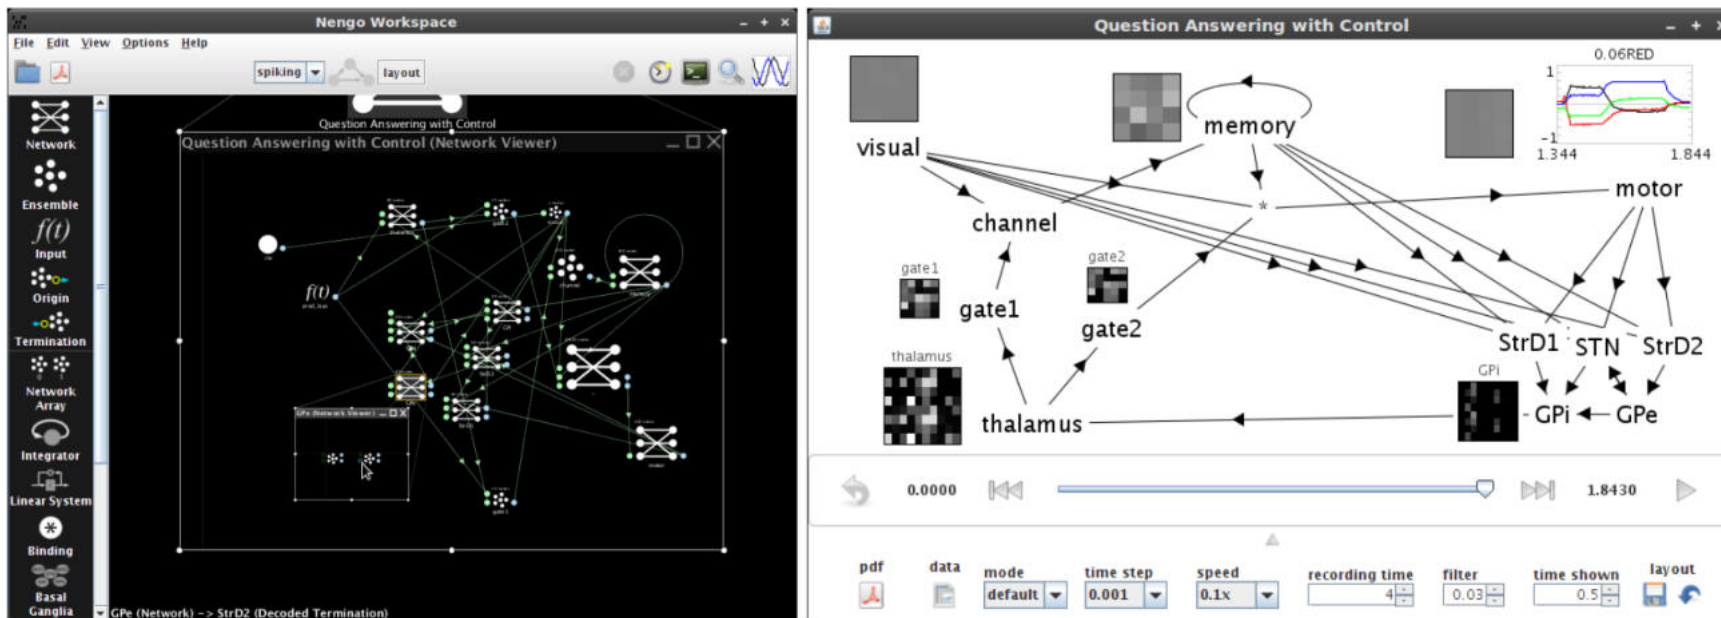 Nengo Workspace
File Edit View Options Help
spiking
layout
Network
Ensemble
f(t)
Input
Origin
Termination
Network
Array
Integrator
Linear System
Binding
Basal
Ganglia
Question Answering with Control
Question Answering with Control (Network Viewer)
f(t)
GPe (Network Viewer)
GPe (Network) -> StrD2 (Decoded Termination)
Question Answering with Control
0.06RED
1
-1
1.344
1.844
visual
memory
motor
*
channel
gate1
gate2
gate1
gate2
thalamus
thalamus
StrD1
STN
StrD2
GPi
GPi
GPe
0.0000
1.8430
pdf
data
mode
default
time step
0.001
speed
0.1x
recording time
4
filter
0.03
time shown
0.5
layout